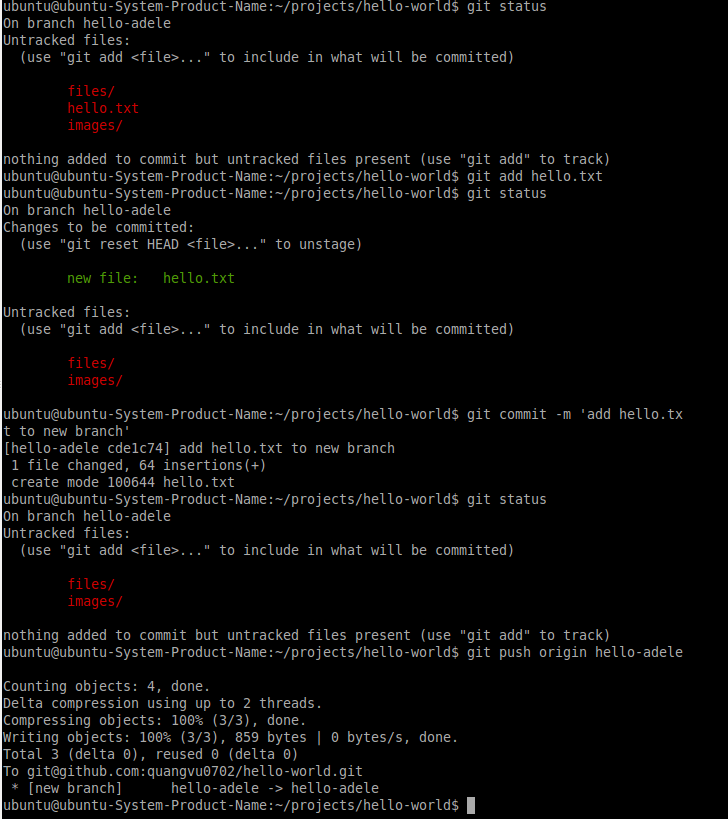 ubuntu@ubuntu-System-Product-Name:~/projects/hello-world$ git status
On branch hello-adele
Untracked files:
  (use "git add <file>..." to include in what will be committed)

        files/
        hello.txt
        images/

nothing added to commit but untracked files present (use "git add" to track)
ubuntu@ubuntu-System-Product-Name:~/projects/hello-world$ git add hello.txt
ubuntu@ubuntu-System-Product-Name:~/projects/hello-world$ git status
On branch hello-adele
Changes to be committed:
  (use "git reset HEAD <file>..." to unstage)

        new file:   hello.txt

Untracked files:
  (use "git add <file>..." to include in what will be committed)

        files/
        images/

ubuntu@ubuntu-System-Product-Name:~/projects/hello-world$ git commit -m 'add hello.tx
t to new branch'
[hello-adele cde1c74] add hello.txt to new branch
 1 file changed, 64 insertions(+)
 create mode 100644 hello.txt
ubuntu@ubuntu-System-Product-Name:~/projects/hello-world$ git status
On branch hello-adele
Untracked files:
  (use "git add <file>..." to include in what will be committed)

        files/
        images/

nothing added to commit but untracked files present (use "git add" to track)
ubuntu@ubuntu-System-Product-Name:~/projects/hello-world$ git push origin hello-adele

Counting objects: 4, done.
Delta compression using up to 2 threads.
Compressing objects: 100% (3/3), done.
Writing objects: 100% (3/3), 859 bytes | 0 bytes/s, done.
Total 3 (delta 0), reused 0 (delta 0)
To git@github.com:quangvu0702/hello-world.git
 * [new branch]      hello-adele -> hello-adele
ubuntu@ubuntu-System-Product-Name:~/projects/hello-world$